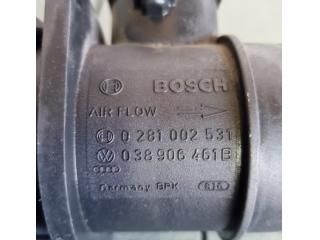 BOSCH
AIR FLOW
0 281 002 531
038 906 461B
Germany BPK